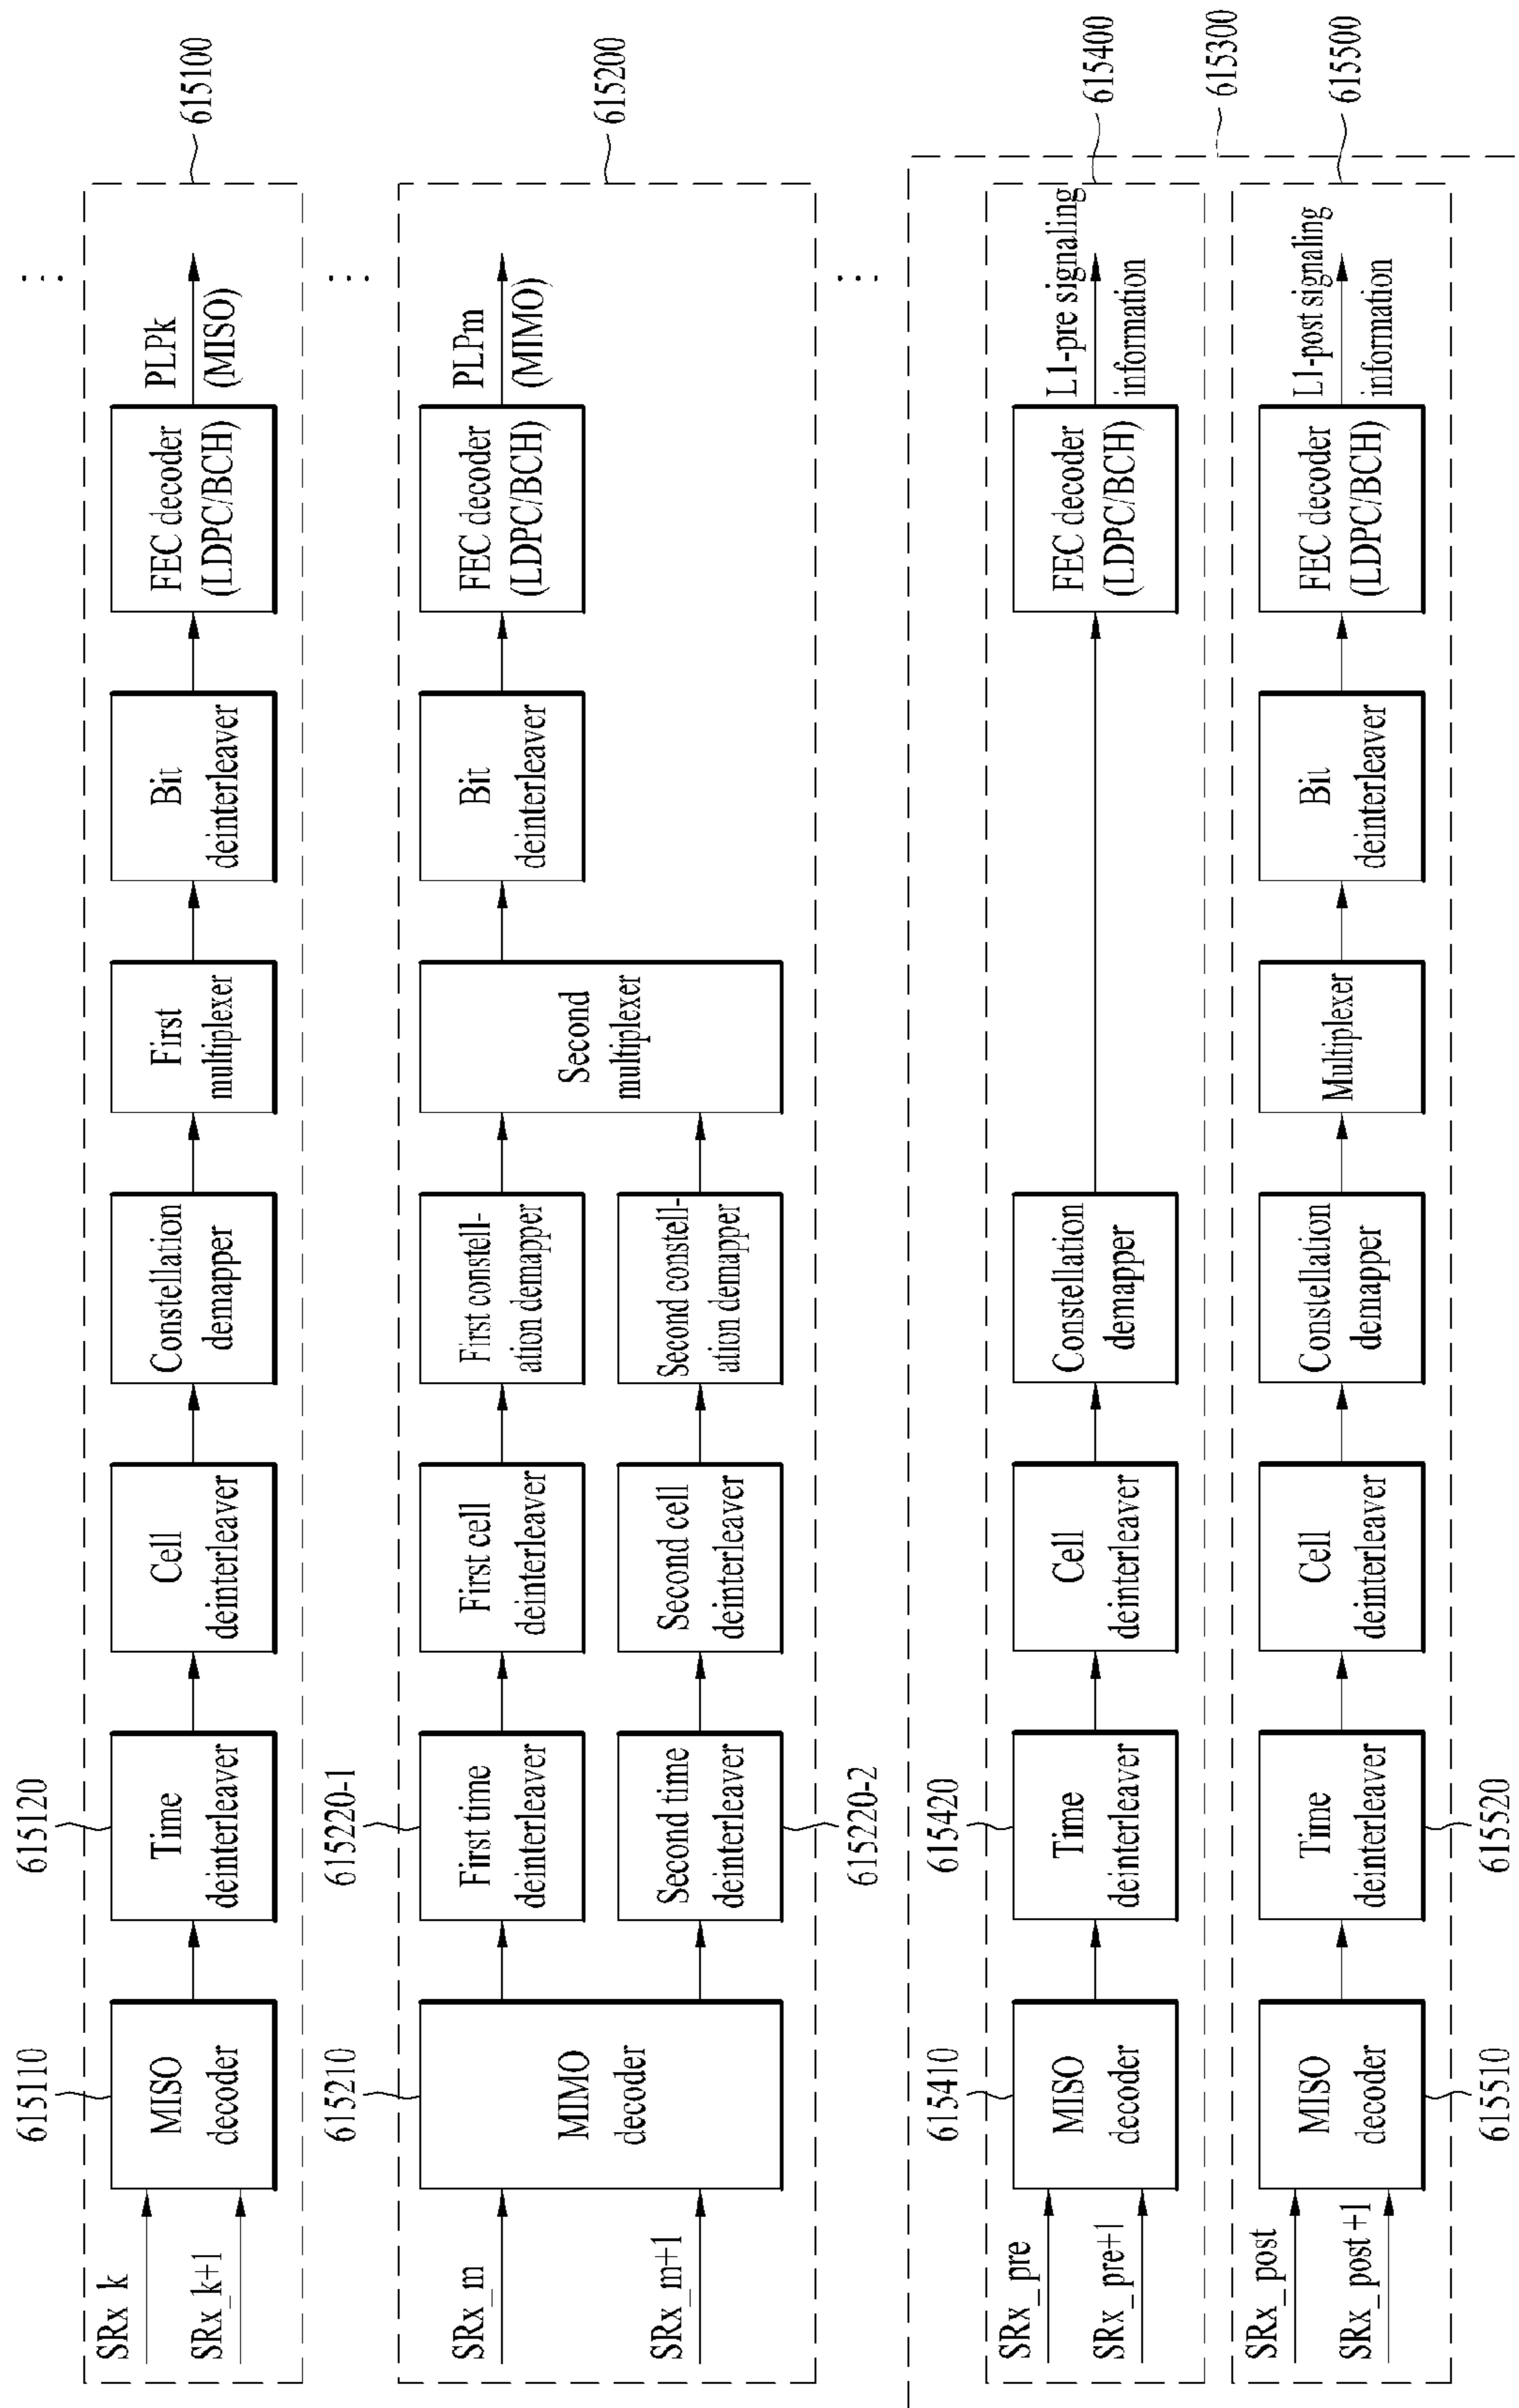 615110
615120
SRx_k
SRx_k+1
MISO
decoder
Time
deinterleaver
Cell
deinterleaver
Constellation
demapper
First
multiplexer
Bit
deinterleaver
FEC decoder
(LDPC/BCH)
PLPk
(MISO)
615100
...
615210
615220-1
SRx_m
SRx_m+1
MIMO
decoder
First time
deinterleaver
First cell
deinterleaver
First constell-
ation demapper
Second time
deinterleaver
Second cell
deinterleaver
Second constell-
ation demapper
Second
multiplexer
Bit
deinterleaver
FEC decoder
(LDPC/BCH)
PLPm
(MIMO)
615200
615220-2
...
...
615410
615420
SRx_pre
SRx_pre+1
MISO
decoder
Time
deinterleaver
Cell
deinterleaver
Constellation
demapper
FEC decoder
(LDPC/BCH)
L1-pre signaling
information
615400
615300
SRx_post
SRx_post +1
MISO
decoder
Time
deinterleaver
Cell
deinterleaver
Constellation
demapper
Multiplexer
Bit
deinterleaver
FEC decoder
(LDPC/BCH)
L1-post signaling
information
615500
615510
615520